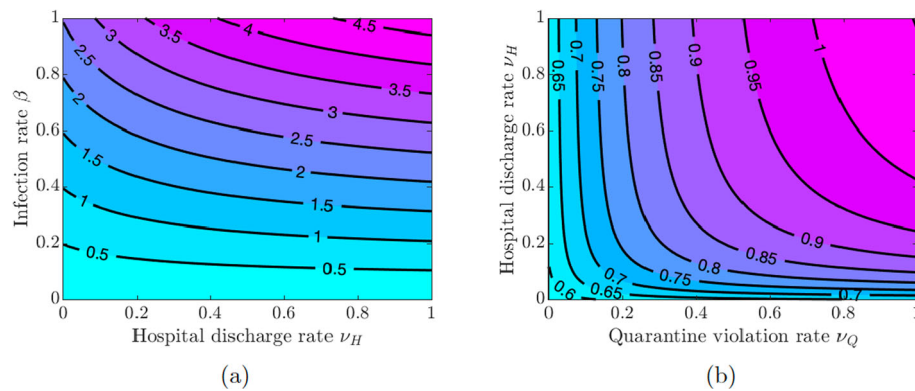 1
0.8
0.6
0.4
0.2
0
0 0.2 0.4 0.6 0.8 1
Infection rate β
Hospital discharge rate ν_H
2.5 3 3.5 4 4.5
2 3.5
1.5 3
1 2.5
0.5 2
1.5
1
0.5
(a)
1
0.8
0.6
0.4
0.2
0
0 0.2 0.4 0.6 0.8 1
Hospital discharge rate ν_H
Quarantine violation rate ν_Q
0.65 0.7 0.75 0.8 0.85 0.9 0.95 1
0.9
0.85
0.8
0.75
0.7
0.65
0.6
0.7
(b)